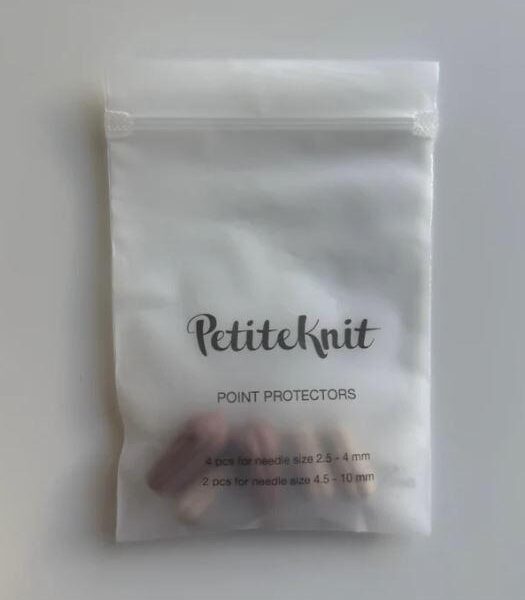 PetiteKnit
POINT PROTECTORS
4 pcs for needle size 2.5 - 4 mm
2 pcs for needle size 4.5 - 10 mm